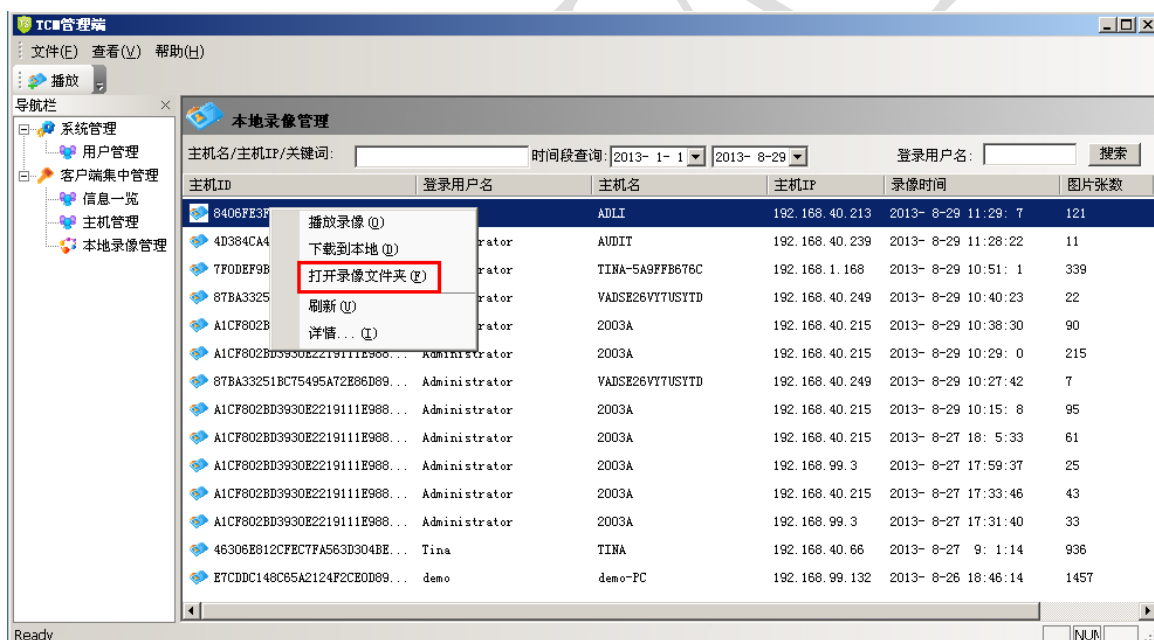 TCM管理端
文件(F) 查看(V) 帮助(H)
播放
导航栏
系统管理
用户管理
客户端集中管理
信息一览
主机管理
本地录像管理
本地录像管理
主机名/主机IP/关键词: 时间段查询: 2013- 1- 1 2013- 8-29 登录用户名: 搜索
主机ID 登录用户名 主机名 主机IP 录像时间 图片张数
8406FE3F ADLI 192.168.40.213 2013- 8-29 11:29: 7 121
4D384CA4 rator AUDIT 192.168.40.239 2013- 8-29 11:28:22 11
7F0DEF9B rator TINA-5A9FFB676C 192.168.1.168 2013- 8-29 10:51: 1 339
87BA3325 rator VADSE26VY7USYTD 192.168.40.249 2013- 8-29 10:40:23 22
A1CF802B rator 2003A 192.168.40.215 2013- 8-29 10:38:30 90
A1CF802BD3930E2219111E988... Administrator 2003A 192.168.40.215 2013- 8-29 10:29: 0 215
87BA33251BC75495A72E86D89... Administrator VADSE26VY7USYTD 192.168.40.249 2013- 8-29 10:27:42 7
A1CF802BD3930E2219111E988... Administrator 2003A 192.168.40.215 2013- 8-29 10:15: 8 95
A1CF802BD3930E2219111E988... Administrator 2003A 192.168.40.215 2013- 8-27 18: 5:33 61
A1CF802BD3930E2219111E988... Administrator 2003A 192.168.99.3 2013- 8-27 17:59:37 25
A1CF802BD3930E2219111E988... Administrator 2003A 192.168.40.215 2013- 8-27 17:33:46 43
A1CF802BD3930E2219111E988... Administrator 2003A 192.168.99.3 2013- 8-27 17:31:40 33
46306E812CFEC7FA563D304BE... Tina TINA 192.168.40.66 2013- 8-27 9: 1:14 936
E7CDDC148C65A2124F2CE0D89... demo demo-PC 192.168.99.132 2013- 8-26 18:46:14 1457
播放录像(O)
下载到本地(D)
打开录像文件夹(F)
刷新(U)
详情...(I)
Ready NUM